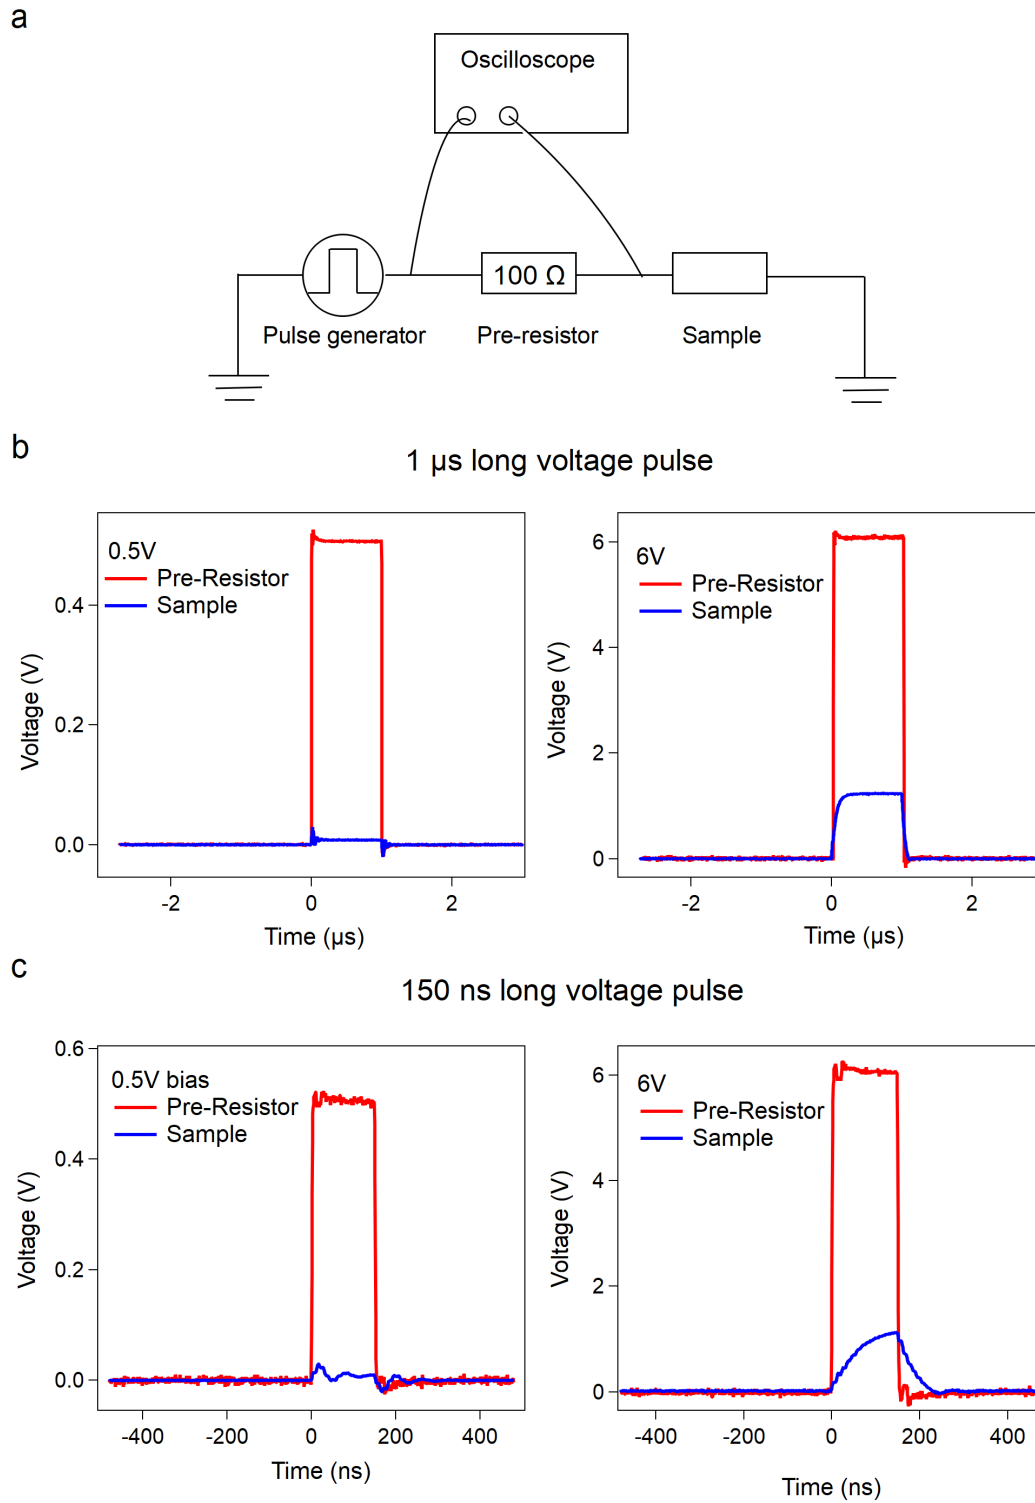 a
Oscilloscope
100 Ω
Pulse generator
Pre-resistor
Sample
b
1 µs long voltage pulse
0.5V
Pre-Resistor
Sample
0.4
0.2
0.0
Voltage (V)
-2
0
2
Time (µs)
6V
Pre-Resistor
Sample
6
4
2
0
Voltage (V)
-2
0
2
Time (µs)
c
150 ns long voltage pulse
0.5V bias
Pre-Resistor
Sample
0.6
0.4
0.2
0.0
Voltage (V)
-400
-200
0
200
400
Time (ns)
6V
Pre-Resistor
Sample
6
4
2
0
Voltage (V)
-400
-200
0
200
400
Time (ns)